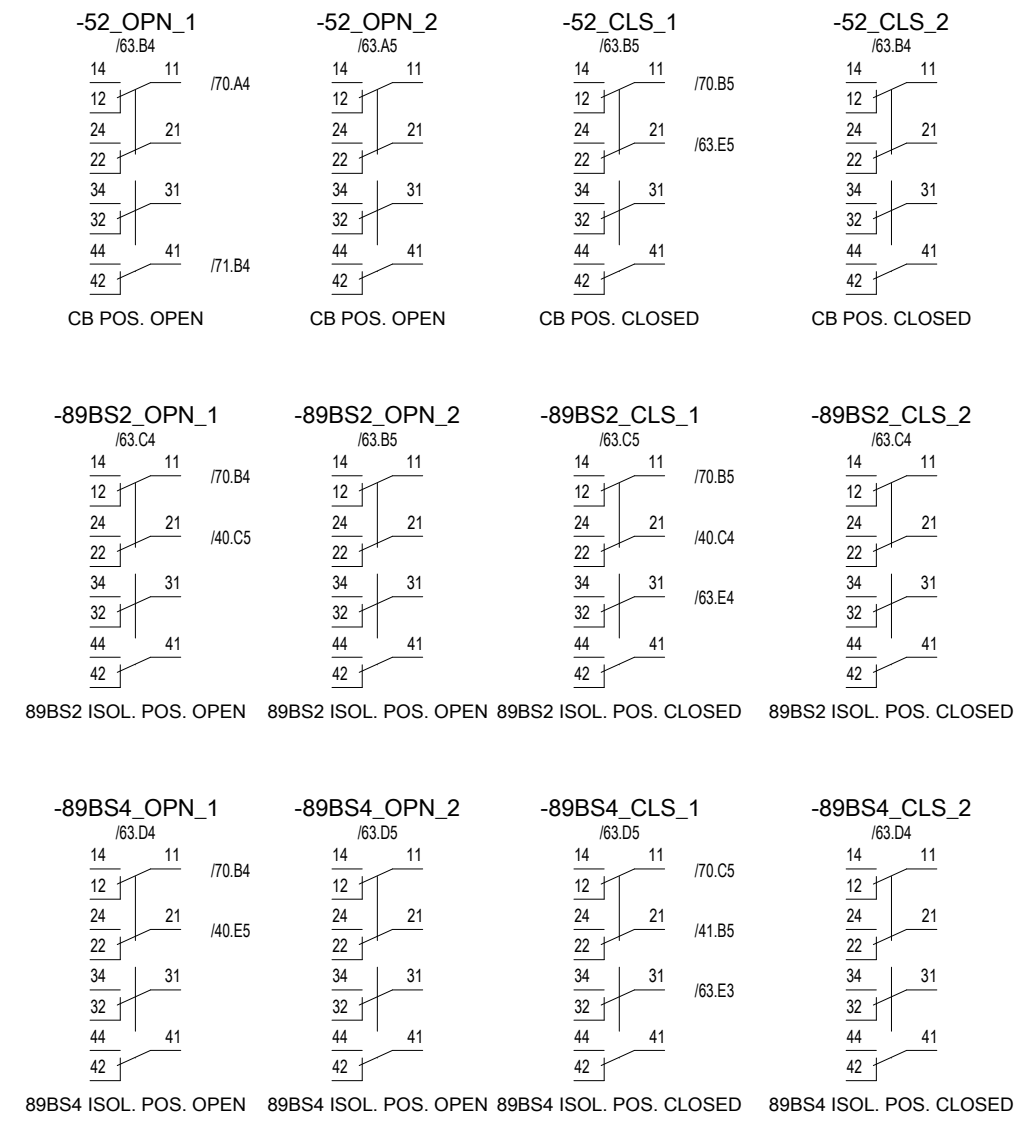 -52_OPN_1 -52_OPN_2 -52_CLS_1 -52_CLS_2
/63.B4 /63.A5 /63.B5 /63.B4
14 11 14 11 14 11 14 11
/70.A4 /70.B5
12 12 12 12
24 21 24 21 24 21 24 21
/63.E5
22 22 22 22
34 31 34 31 34 31 34 31
32 32 32 32
44 41 44 41 44 41 44 41
/71.B4
42 42 42 42
CB POS. OPEN CB POS. OPEN CB POS. CLOSED CB POS. CLOSED
-89BS2_OPN_1 -89BS2_OPN_2 -89BS2_CLS_1 -89BS2_CLS_2
/63.C4 /63.B5 /63.C5 /63.C4
14 11 14 11 14 11 14 11
/70.B4 /70.B5
12 12 12 12
24 21 24 21 24 21 24 21
/40.C5 /40.C4
22 22 22 22
34 31 34 31 34 31 34 31
/63.E4
32 32 32 32
44 41 44 41 44 41 44 41
42 42 42 42
89BS2 ISOL. POS. OPEN 89BS2 ISOL. POS. OPEN 89BS2 ISOL. POS. CLOSED 89BS2 ISOL. POS. CLOSED
-89BS4_OPN_1 -89BS4_OPN_2 -89BS4_CLS_1 -89BS4_CLS_2
/63.D4 /63.D5 /63.D5 /63.D4
14 11 14 11 14 11 14 11
/70.B4 /70.C5
12 12 12 12
24 21 24 21 24 21 24 21
/40.E5 /41.B5
22 22 22 22
34 31 34 31 34 31 34 31
/63.E3
32 32 32 32
44 41 44 41 44 41 44 41
42 42 42 42
89BS4 ISOL. POS. OPEN 89BS4 ISOL. POS. OPEN 89BS4 ISOL. POS. CLOSED 89BS4 ISOL. POS. CLOSED